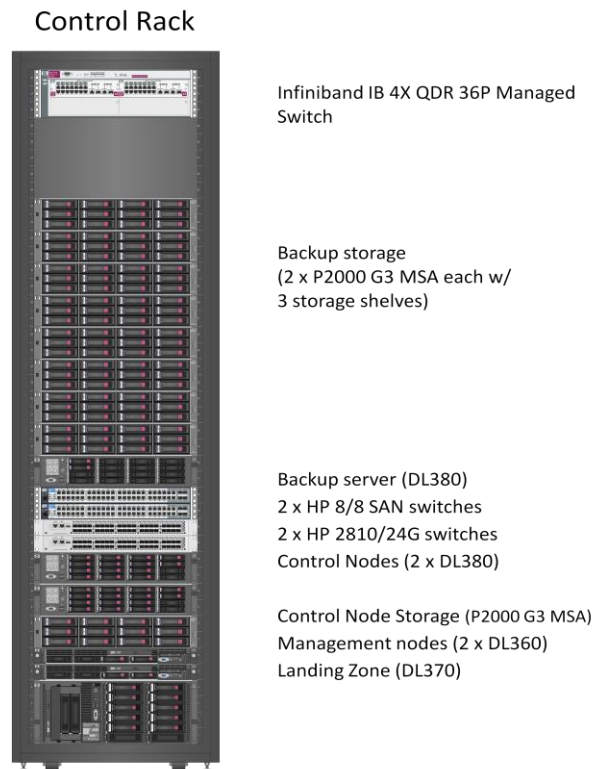 Control Rack
Infiniband IB 4X QDR 36P Managed
Switch
Backup storage
(2 x P2000 G3 MSA each w/
3 storage shelves)
Backup server (DL380)
2 x HP 8/8 SAN switches
2 x HP 2810/24G switches
Control Nodes (2 x DL380)
Control Node Storage (P2000 G3 MSA)
Management nodes (2 x DL360)
Landing Zone (DL370)